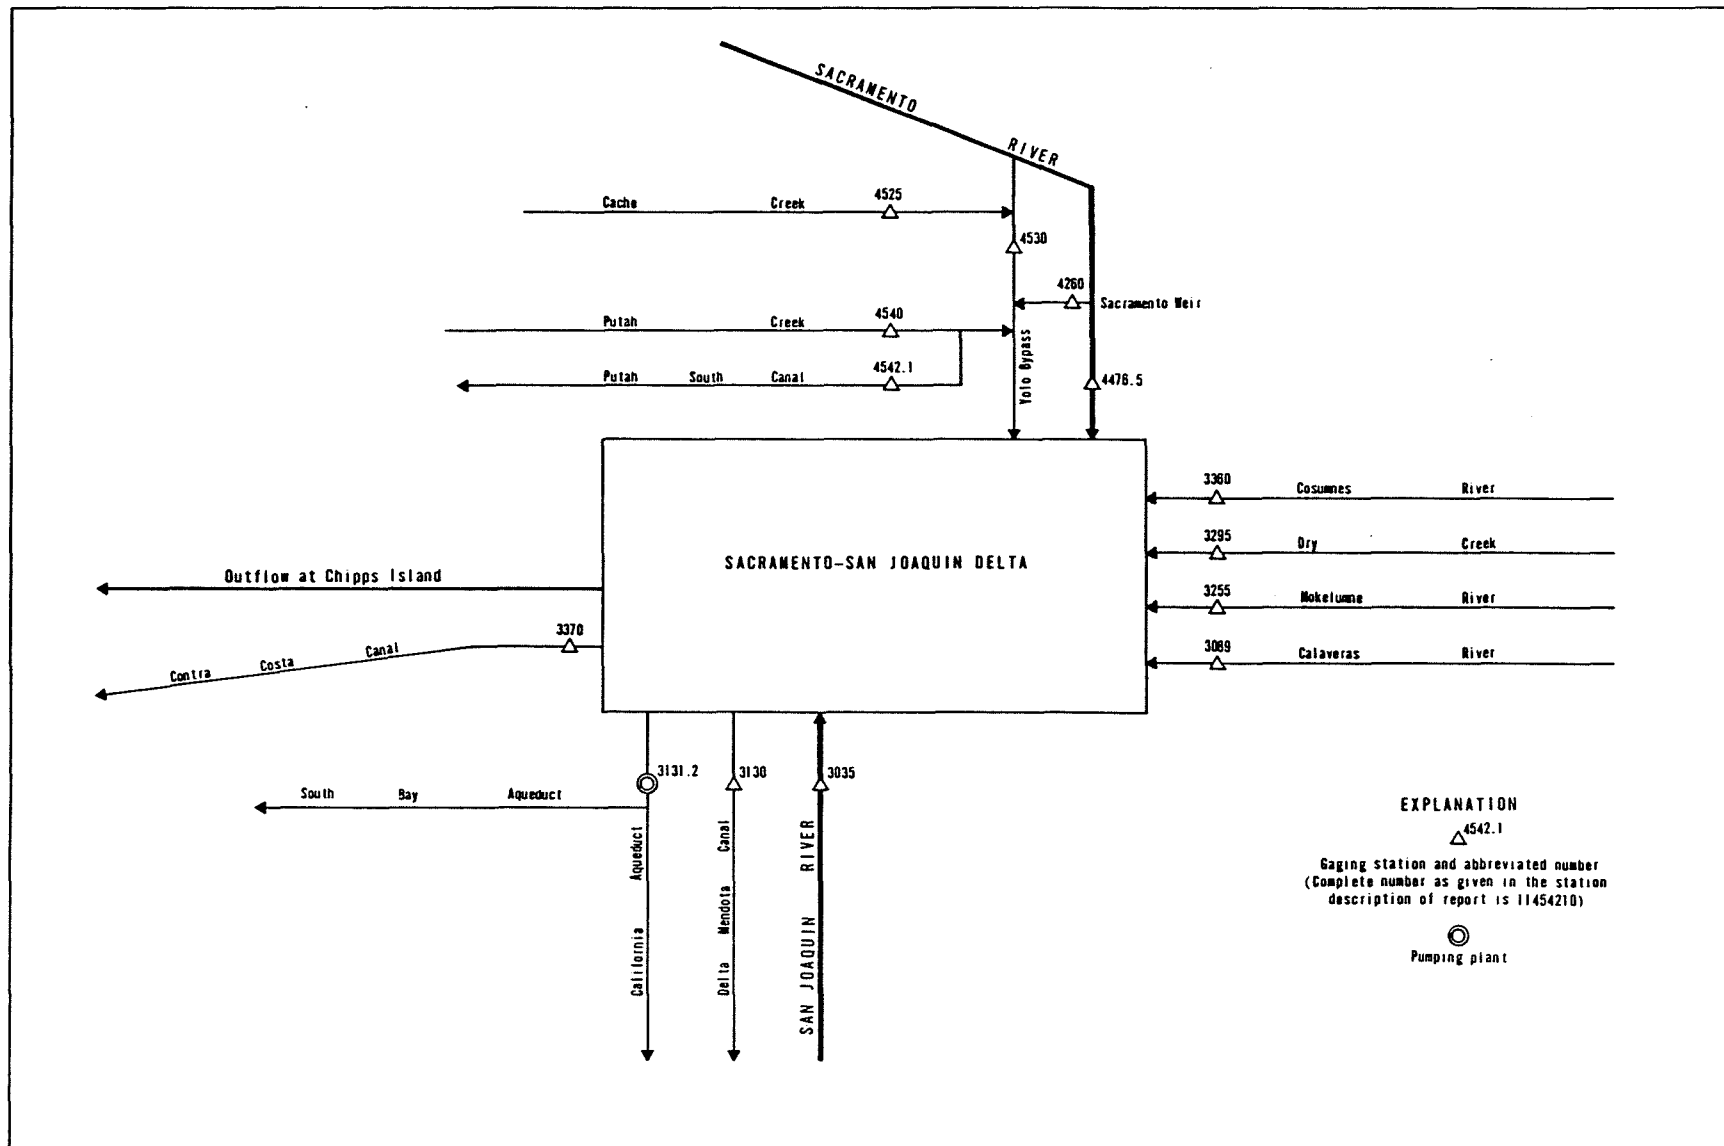 SACRAMENTO RIVER
Cache Creek 4525
4530
4260
Sacramento Weir
Putah Creek 4540
Putah South Canal 4542.1
Yolo Bypass
4476.5
SACRAMENTO-SAN JOAQUIN DELTA
3360
Cosumnes River
3295
Dry Creek
3255
Mokelumne River
3089
Calaveras River
Outflow at Chipps Island
3370
Contra Costa Canal
3131.2
3130
3035
South Bay Aqueduct
California Aqueduct
Delta Mendota Canal
SAN JOAQUIN RIVER
EXPLANATION
4542.1
Gaging station and abbreviated number
(Complete number as given in the station
description of report is 11454210)
Pumping plant